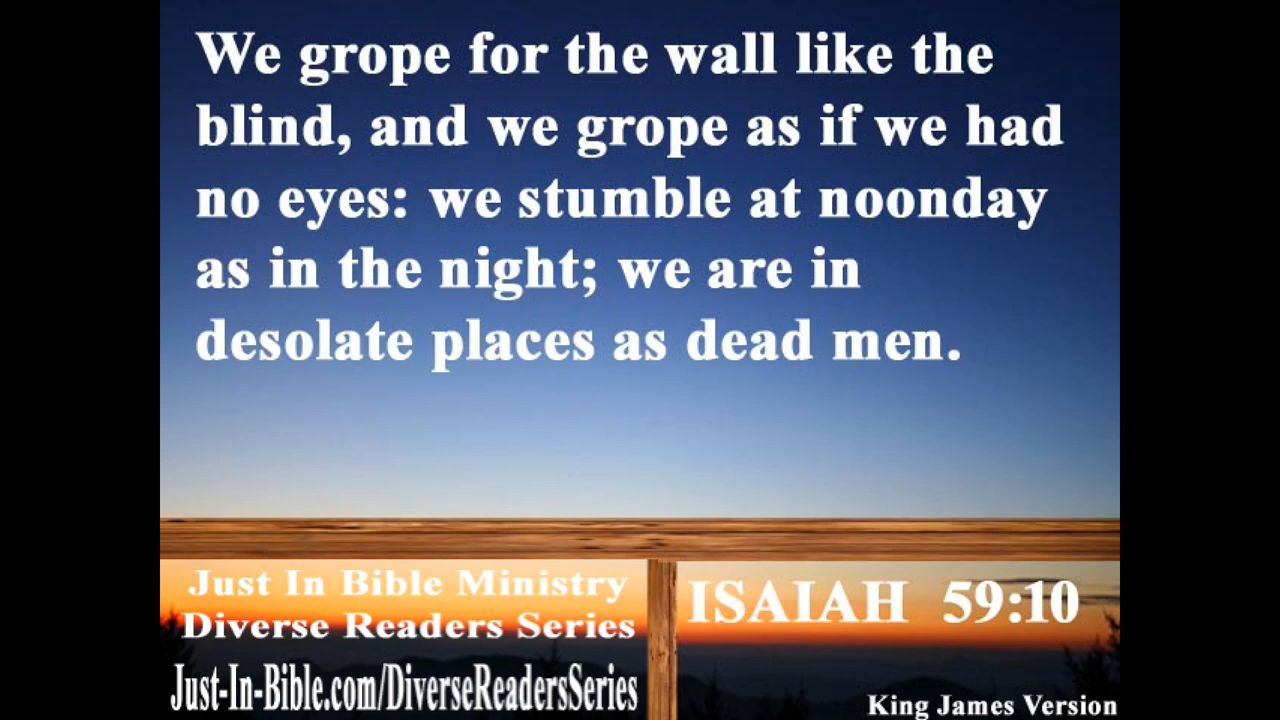 We grope for the wall like the
blind, and we grope as if we had
no eyes: we stumble at noonday
as in the night; we are in
desolate places as dead men.
Just In Bible Ministry
Diverse Readers Series
Just-In-Bible.com/DiverseReadersSeries
ISAIAH 59:10
King James Version